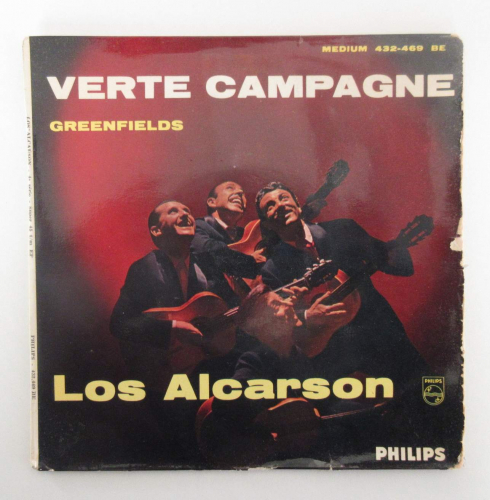 MEDIUM 432-469 BE
VERTE CAMPAGNE
GREENFIELDS
Los Alcarson
PHILIPS
PHILIPS